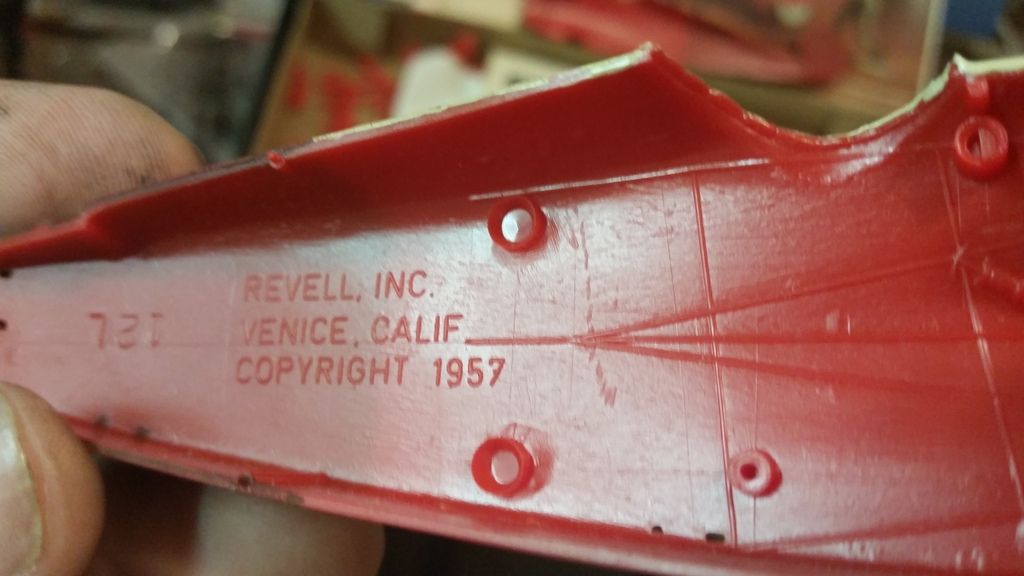 REVELL, INC.
VENICE, CALIF.
COPYRIGHT 1957